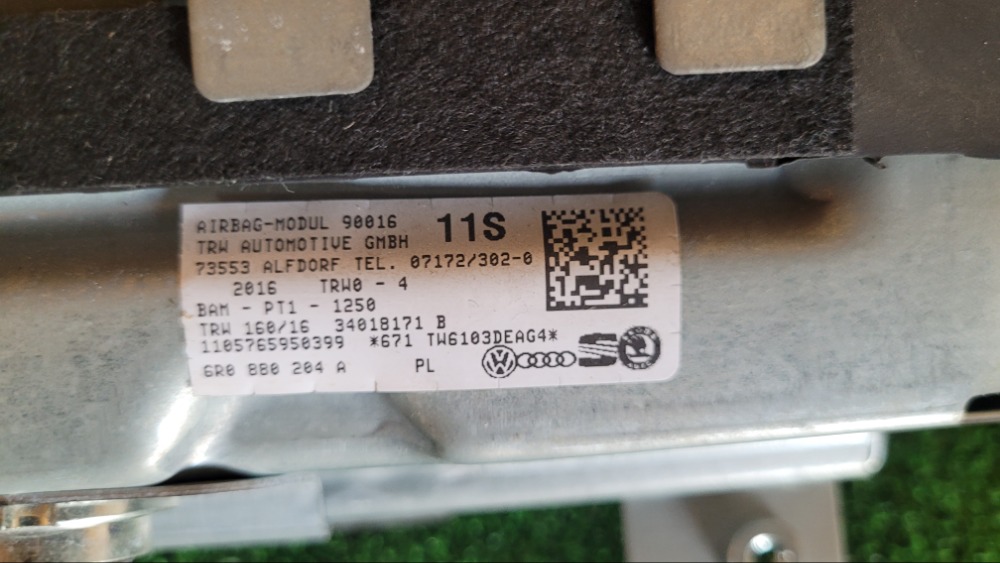 AIRBAG-MODUL 90016 11S
TRW AUTOMOTIVE GMBH
73553 ALFDORF TEL. 07172/302-0
2016 TRW0 - 4
BAM - PT1 - 1250
TRW 160/16 34018171 B
1105765950399 *671 TW6103DEAG4*
6R0 880 204 A PL